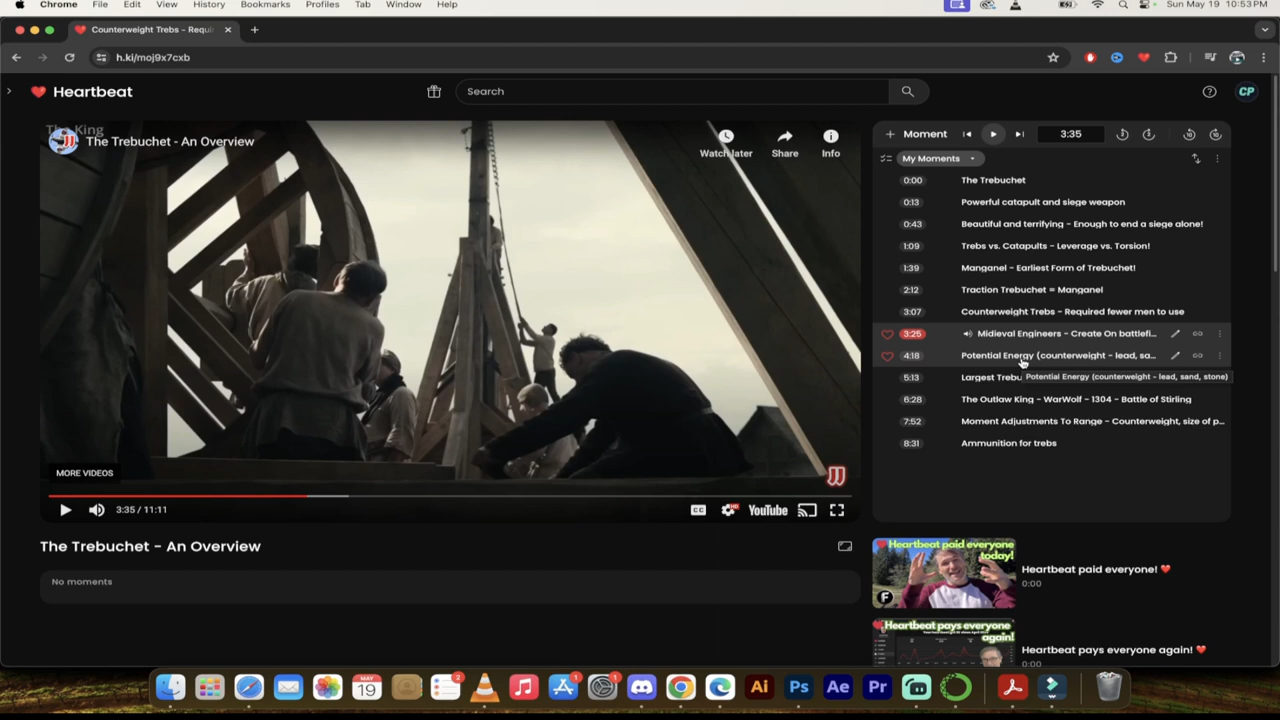 Chrome File Edit View History Bookmarks Profiles Tab Window Help
Sun May 19 10:53 PM
Counterweight Trebs - Requi
h.ki/moj9x7cxb
Heartbeat
Search
CP
The King
The Trebuchet - An Overview
Watch later
Share
Info
MORE VIDEOS
3:35 / 11:11
CC
HD
YouTube
Moment
3:35
My Moments
0:00 The Trebuchet
0:13 Powerful catapult and siege weapon
0:43 Beautiful and terrifying - Enough to end a siege alone!
1:09 Trebs vs. Catapults - Leverage vs. Torsion!
1:39 Manganel - Earliest Form of Trebuchet!
2:12 Traction Trebuchet = Manganel
3:07 Counterweight Trebs - Required fewer men to use
3:25 Midieval Engineers - Create On battlefi...
4:18 Potential Energy (counterweight - lead, sa...
5:13 Largest Trebu
Potential Energy (counterweight - lead, sand, stone)
6:28 The Outlaw King - WarWolf - 1304 - Battle of Stirling
7:52 Moment Adjustments To Range - Counterweight, size of p...
8:31 Ammunition for trebs
The Trebuchet - An Overview
No moments
Heartbeat paid everyone today!
F
Heartbeat paid everyone!
0:00
Heartbeat pays everyone again!
Heartbeat pays everyone again!
0:00
MAY
19
2
1
1
Ai
Ps
Ae
Pr